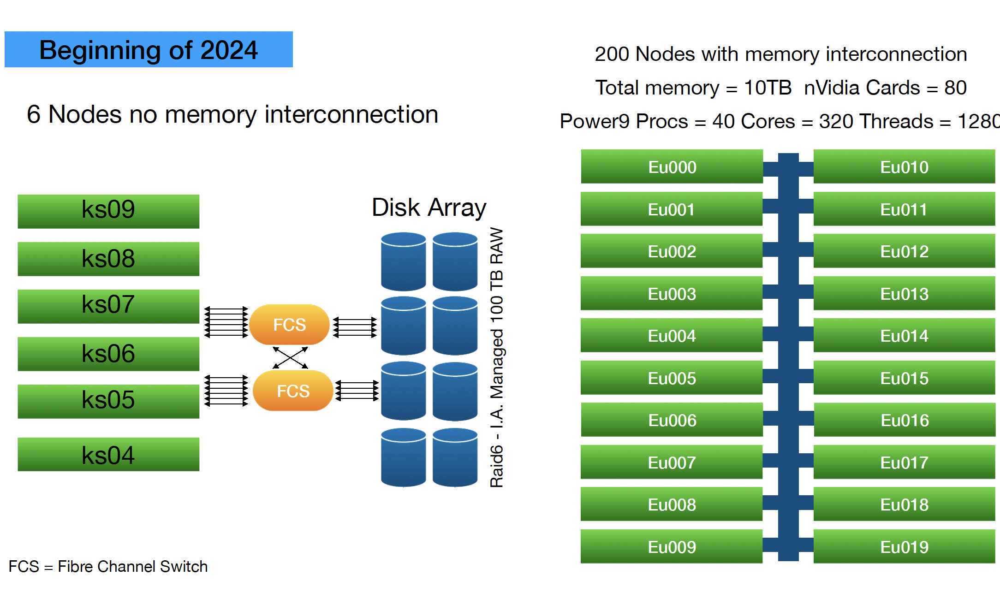 Beginning of 2024
6 Nodes no memory interconnection
ks09
ks08
ks07
ks06
ks05
ks04
FCS
FCS
Disk Array
Raid6 - I.A. Managed 100 TB RAW
FCS = Fibre Channel Switch
200 Nodes with memory interconnection
Total memory = 10TB nVidia Cards = 80
Power9 Procs = 40 Cores = 320 Threads = 1280
Eu000
Eu010
Eu001
Eu011
Eu002
Eu012
Eu003
Eu013
Eu004
Eu014
Eu005
Eu015
Eu006
Eu016
Eu007
Eu017
Eu008
Eu018
Eu009
Eu019